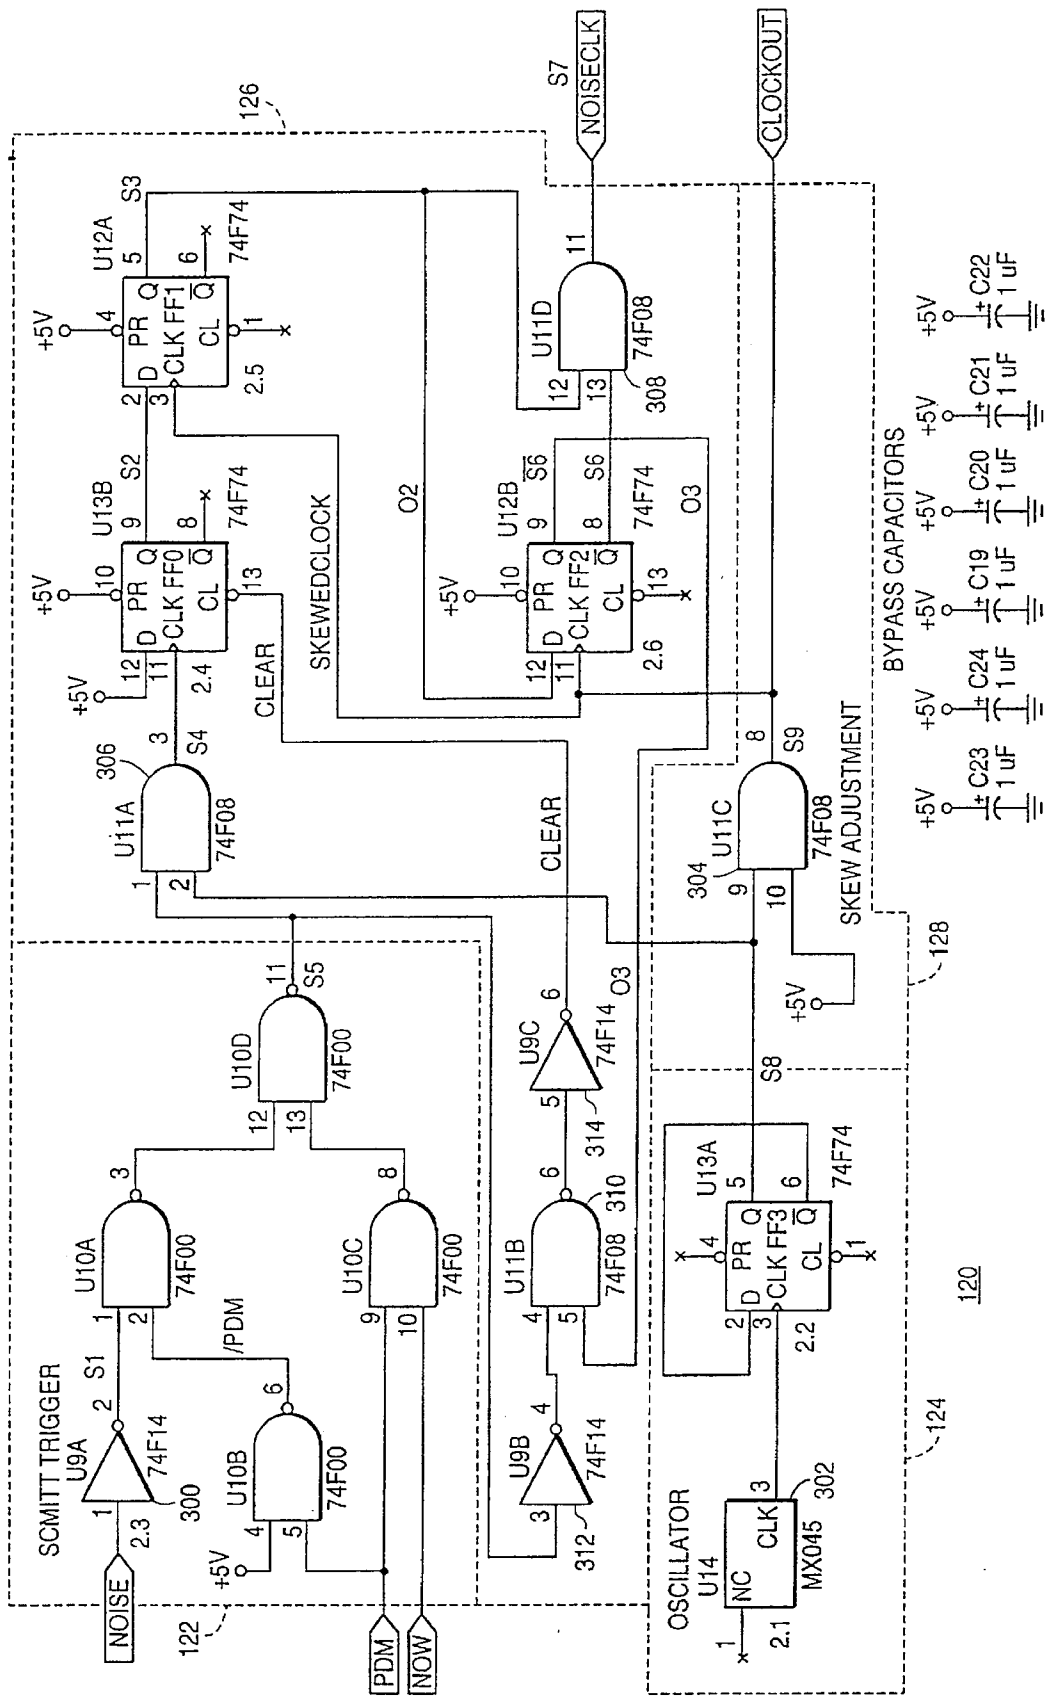 SCMITT TRIGGER
NOISE
1
U9A
2
S1
74F14
2.3
300
122
+5V
4
5
U10B
6
74F00
/PDM
1
2
U10A
3
74F00
PDM
NOW
9
10
U10C
8
74F00
12
13
U10D
11
S5
74F00
1
2
U11A
306
3
S4
74F08
+5V
+5V
12
11
10
PR
D
Q
CLK FF0
CL
Q
U13B
9
8
13
2.4
74F74
CLEAR
S2
+5V
2
3
4
PR
D
Q
CLK FF1
CL
Q
U12A
5
6
1
2.5
74F74
S3
126
SKEWEDCLOCK
O2
3
U9B
4
74F14
312
4
5
U11B
6
310
74F08
5
U9C
6
74F14
314
CLEAR
O3
+5V
12
11
10
PR
D
Q
CLK FF2
CL
Q
U12B
9
8
13
2.6
74F74
S6
S6
O3
12
13
U11D
11
74F08
308
S7
NOISECLK
CLOCKOUT
OSCILLATOR
U14
1
NC
CLK
3
302
MX045
2.1
2
3
4
PR
D
Q
CLK FF3
CL
Q
U13A
5
6
1
2.2
74F74
S8
124
+5V
304
9
10
U11C
8
S9
74F08
SKEW ADJUSTMENT
128
120
BYPASS CAPACITORS
+5V
+
C23
1 uF
+5V
+
C24
1 uF
+5V
+
C19
1 uF
+5V
+
C20
1 uF
+5V
+
C21
1 uF
+5V
+
C22
1 uF